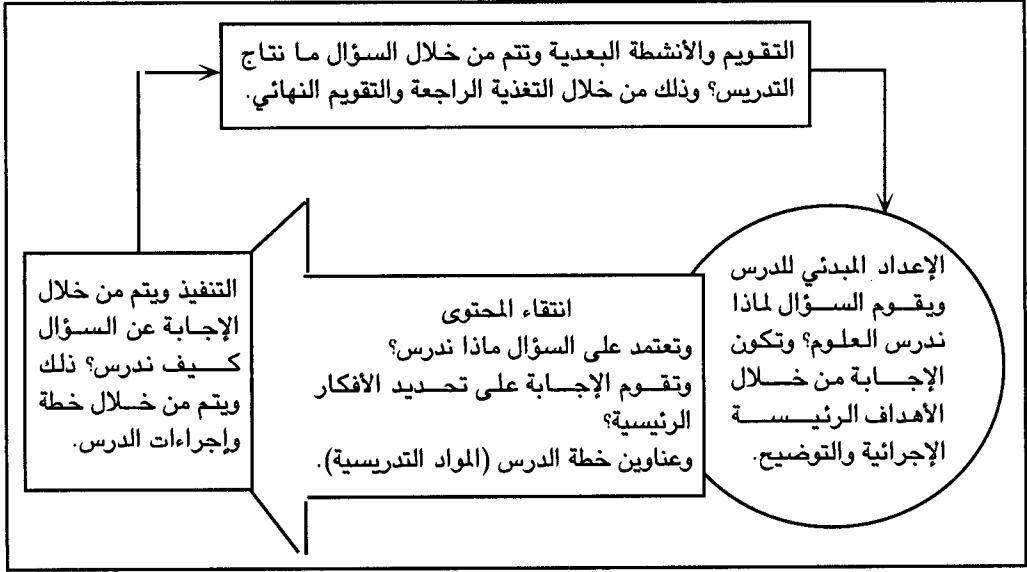 التقويم والأنشطة البعدية وتتم من خلال السؤال ما نتاج
التدريس؟ وذلك من خلال التغذية الراجعة والتقويم النهائي.
الإعداد المبدئي للدرس
ويقوم السؤال لماذا
ندرس العلوم؟ وتكون
الإجابة من خلال
الأهداف الرئيسة
الإجرائية والتوضيح.
انتقاء المحتوى
وتعتمد على السؤال ماذا ندرس؟
وتقوم الإجابة على تحديد الأفكار
الرئيسية؟
وعناوين خطة الدرس (المواد التدريسية).
التنفيذ ويتم من خلال
الإجابة عن السؤال
كيف ندرس؟ ذلك
ويتم من خلال خطة
وإجراءات الدرس.